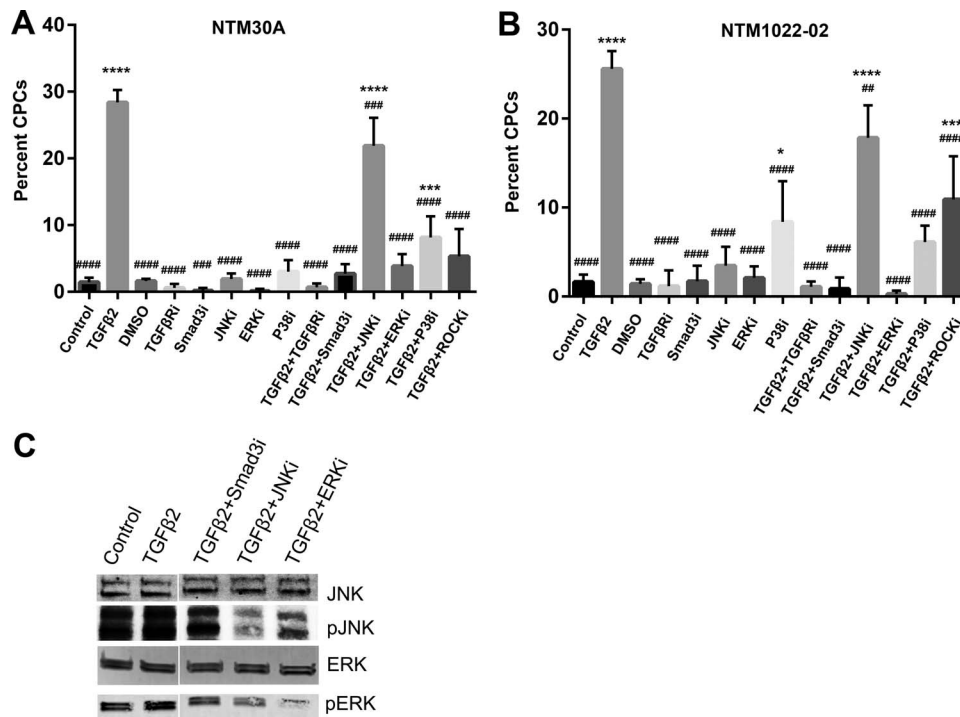 A
NTM30A
Percent CPCs
40
30
20
10
0
****
####
####
####
###
####
####
####
####
####
****
###
####
***
####
####
Control
TGFβ2
DMSO
TGFβRi
Smad3i
JNKi
ERKi
P38i
TGFβ2+TGFβRi
TGFβ2+Smad3i
TGFβ2+JNKi
TGFβ2+ERKi
TGFβ2+P38i
TGFβ2+ROCKi
B
NTM1022-02
Percent CPCs
30
20
10
0
####
****
####
####
####
####
####
*
####
####
####
****
##
####
####
***
####
Control
TGFβ2
DMSO
TGFβRi
Smad3i
JNKi
ERKi
P38i
TGFβ2+TGFβRi
TGFβ2+Smad3i
TGFβ2+JNKi
TGFβ2+ERKi
TGFβ2+P38i
TGFβ2+ROCKi
C
Control
TGFβ2
TGFβ2+Smad3i
TGFβ2+JNKi
TGFβ2+ERKi
JNK
pJNK
ERK
pERK